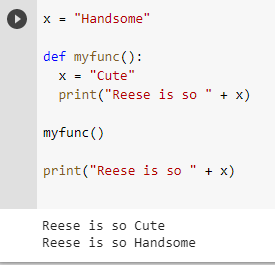 x = "Handsome"
def myfunc():
  x = "Cute"
  print("Reese is so " + x)
myfunc()
print("Reese is so " + x)
Reese is so Cute
Reese is so Handsome